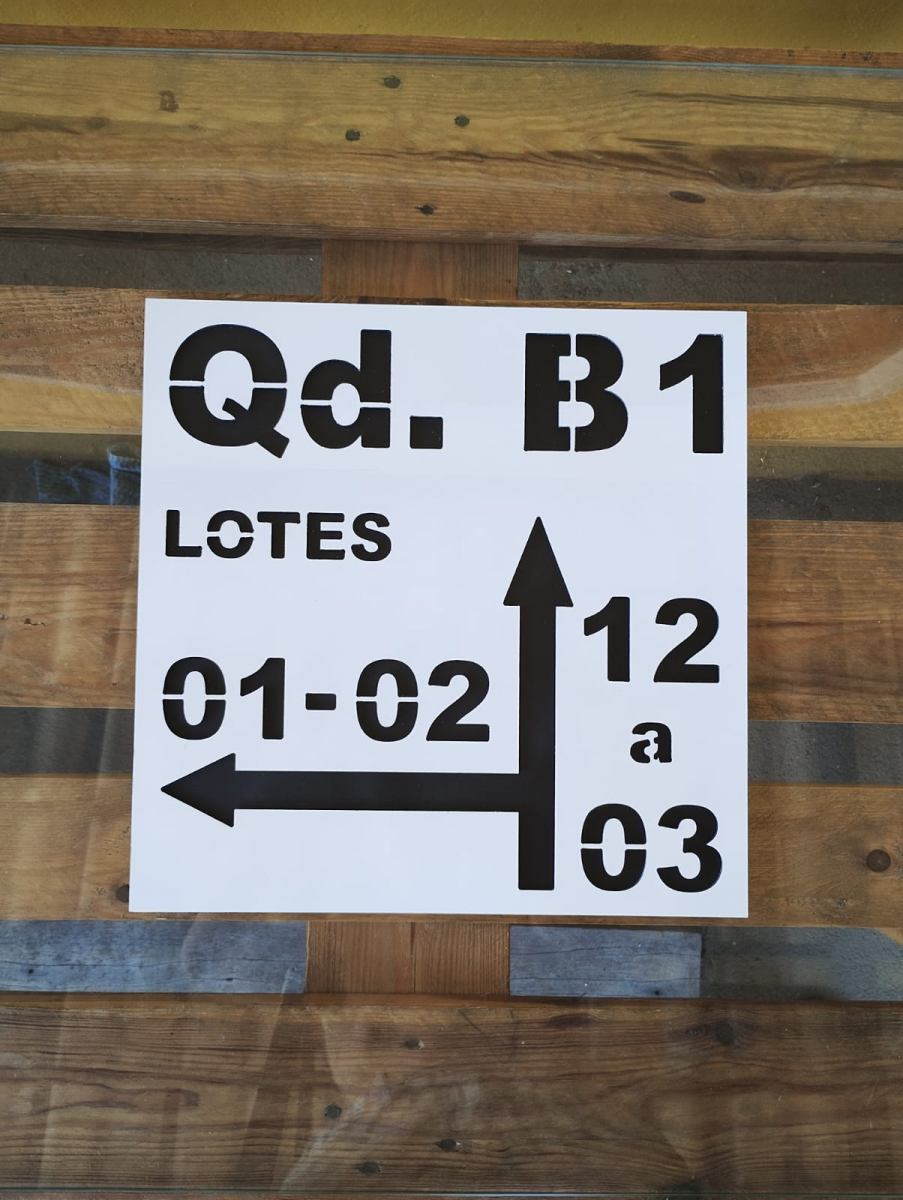 Qd. B1
LOTES
01-02
12
a
03